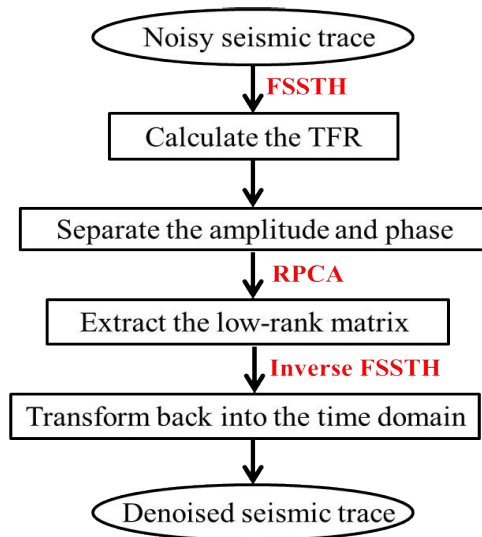 Noisy seismic trace
FSSTH
Calculate the TFR
Separate the amplitude and phase
RPCA
Extract the low-rank matrix
Inverse FSSTH
Transform back into the time domain
Denoised seismic trace